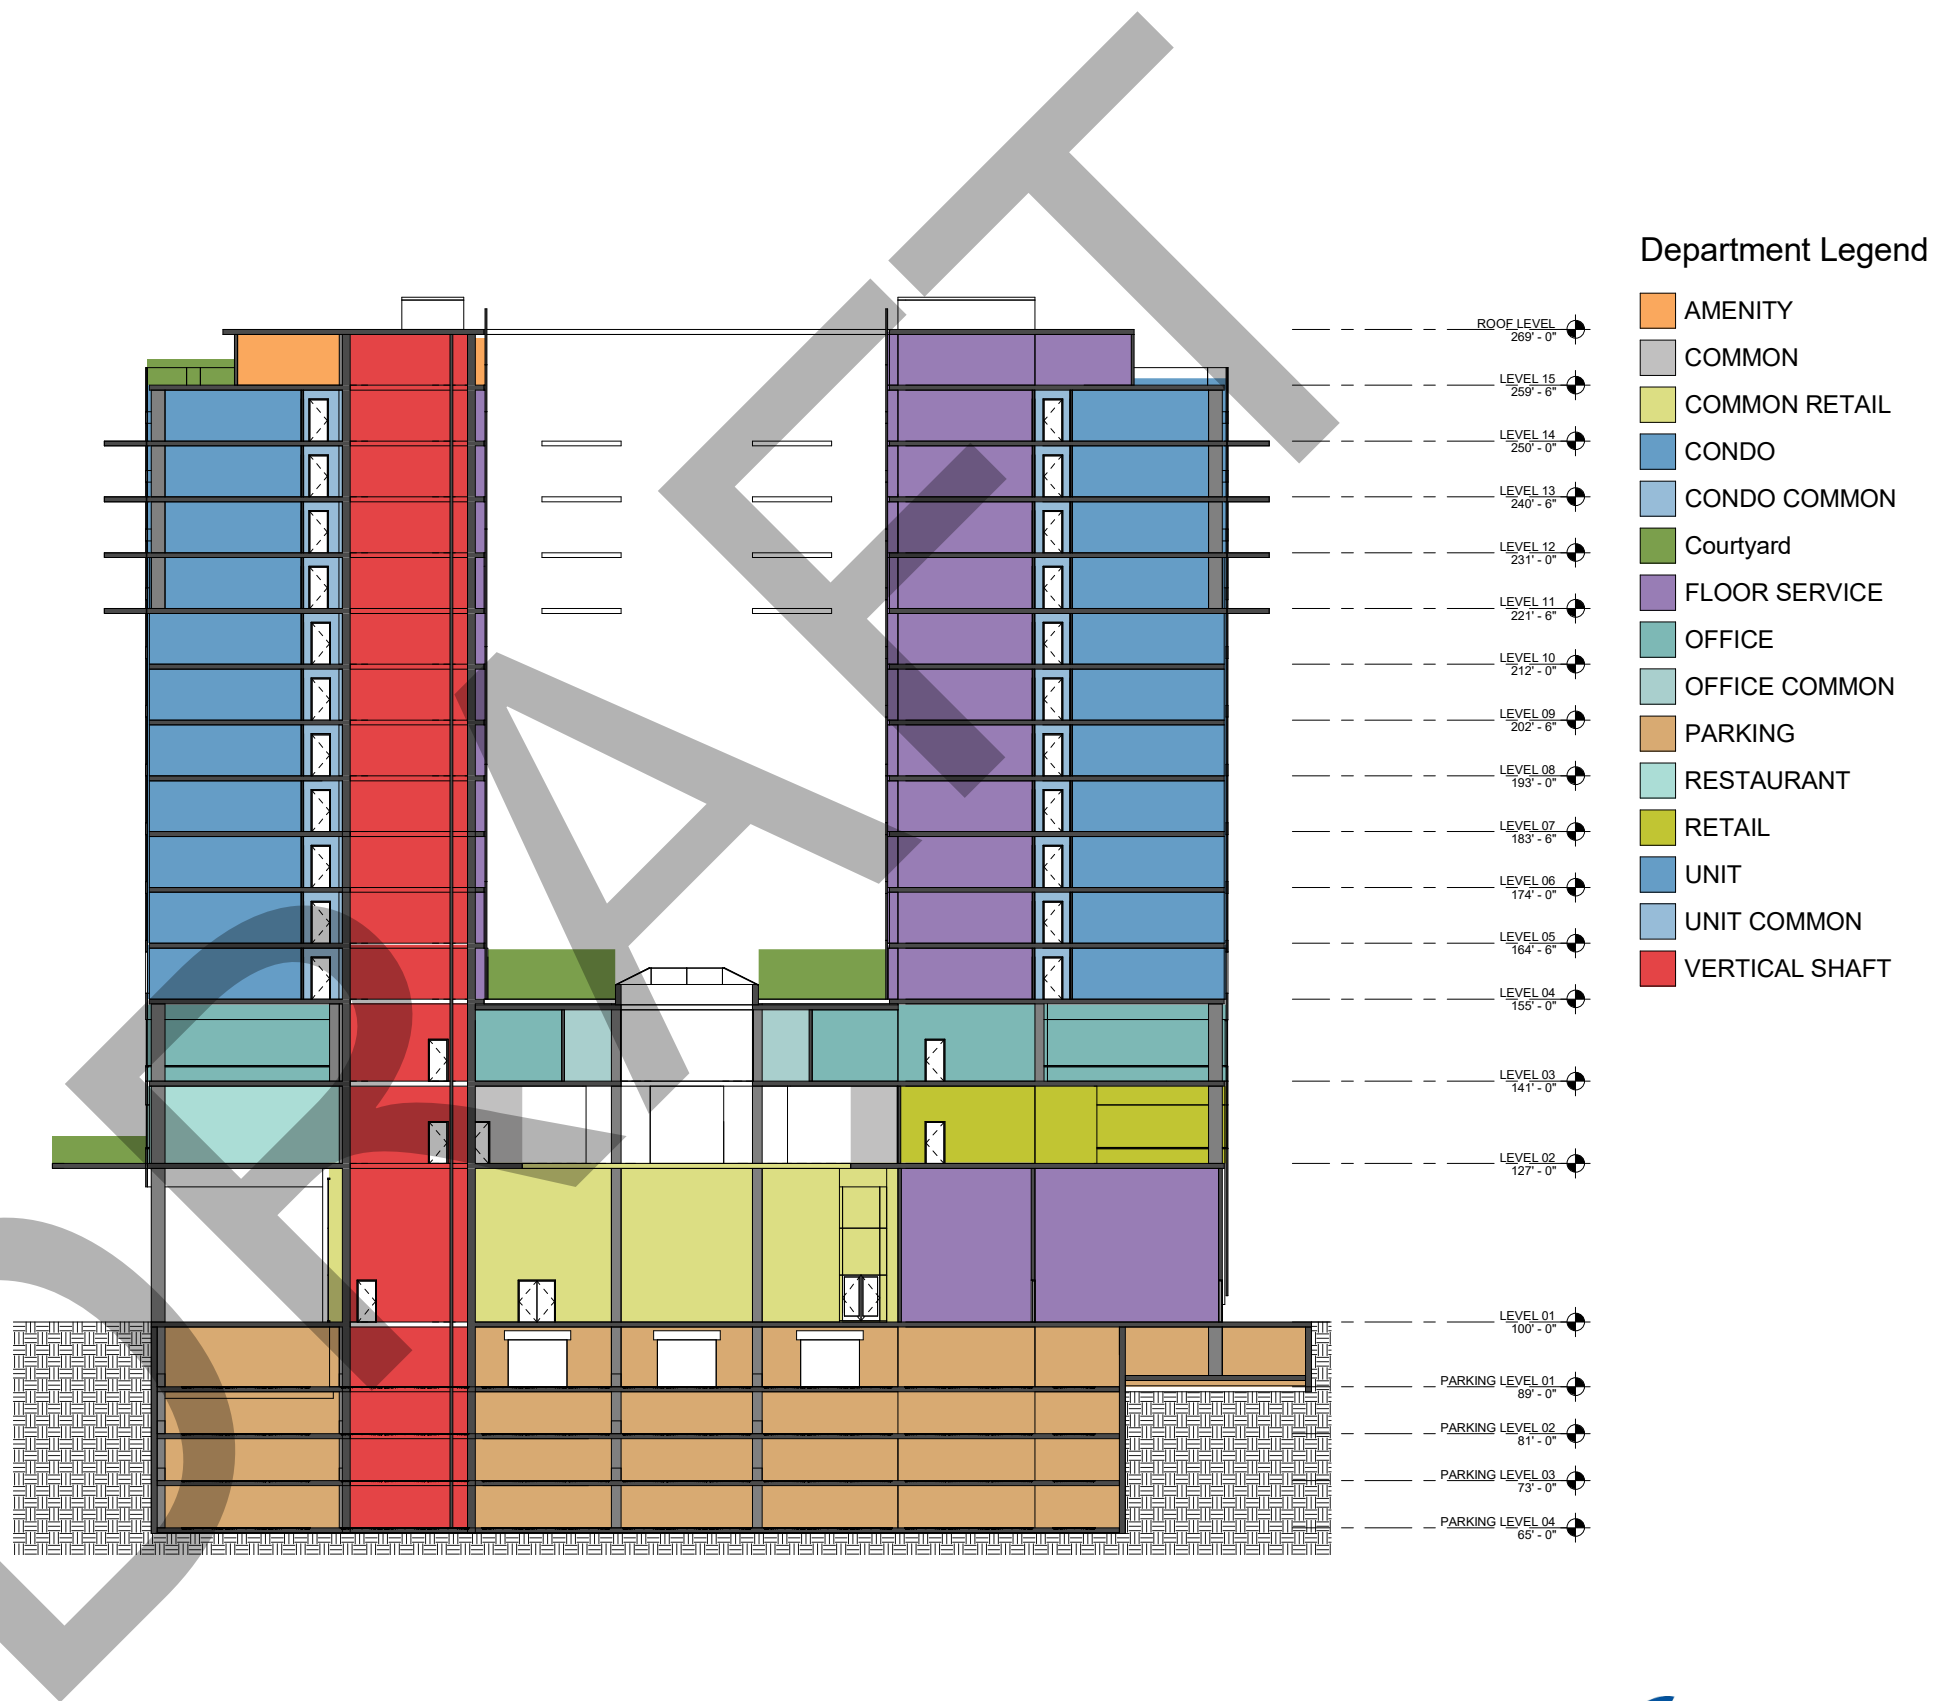 DRAFT
Department Legend
AMENITY
COMMON
COMMON RETAIL
CONDO
CONDO COMMON
Courtyard
FLOOR SERVICE
OFFICE
OFFICE COMMON
PARKING
RESTAURANT
RETAIL
UNIT
UNIT COMMON
VERTICAL SHAFT
ROOF LEVEL
269' - 0"
LEVEL 15
259' - 6"
LEVEL 14
250' - 0"
LEVEL 13
240' - 6"
LEVEL 12
231' - 0"
LEVEL 11
221' - 6"
LEVEL 10
212' - 0"
LEVEL 09
202' - 6"
LEVEL 08
193' - 0"
LEVEL 07
183' - 6"
LEVEL 06
174' - 0"
LEVEL 05
164' - 6"
LEVEL 04
155' - 0"
LEVEL 03
141' - 0"
LEVEL 02
127' - 0"
LEVEL 01
100' - 0"
PARKING LEVEL 01
89' - 0"
PARKING LEVEL 02
81' - 0"
PARKING LEVEL 03
73' - 0"
PARKING LEVEL 04
65' - 0"